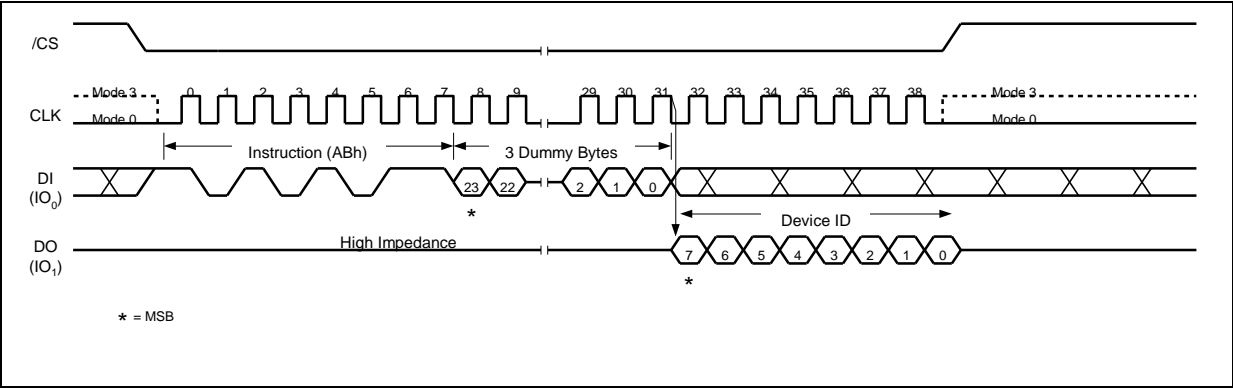 /CS
Mode 3 0 1 2 3 4 5 6 7 8 9 29 30 31 32 33 34 35 36 37 38 Mode 3
CLK
Mode 0 Mode 0
Instruction (ABh) 3 Dummy Bytes
DI
(IO0)
23 22 2 1 0
*
Device ID
DO
(IO1)
High Impedance
7 6 5 4 3 2 1 0
*
* = MSB